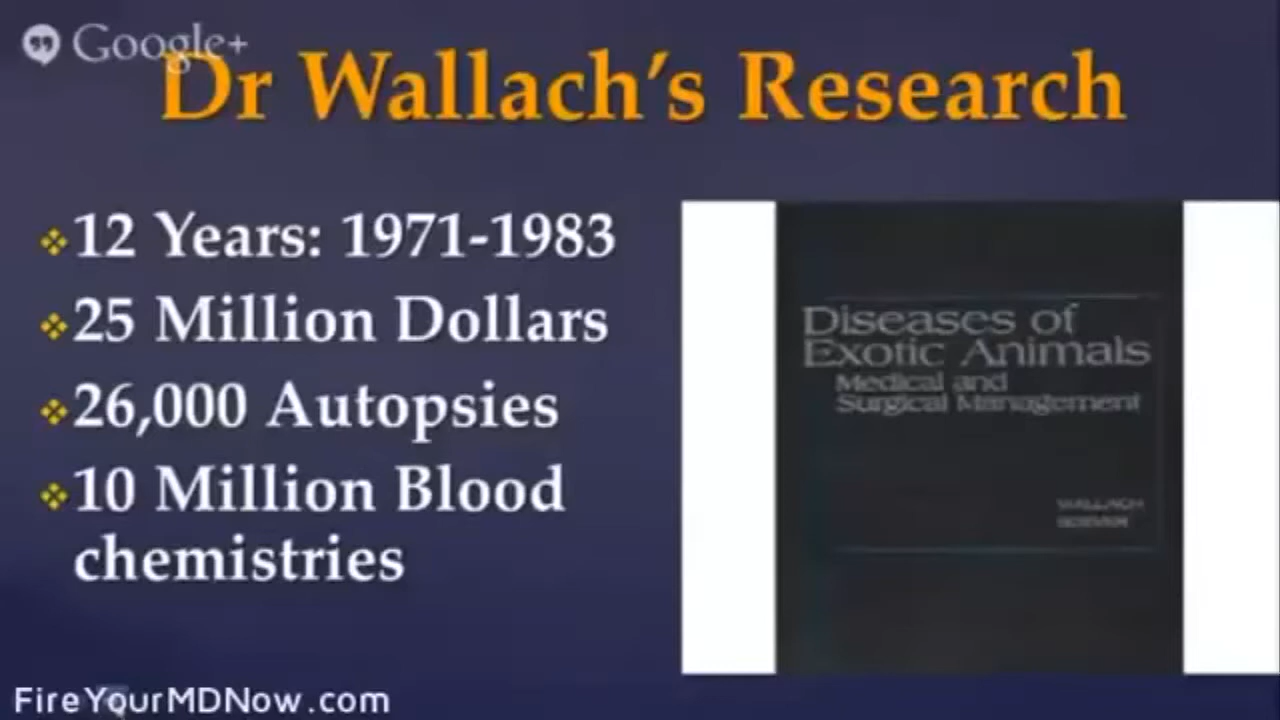 Google+
Dr Wallach's Research
12 Years: 1971-1983
25 Million Dollars
26,000 Autopsies
10 Million Blood
chemistries
Diseases of
Exotic Animals
Medical and
Surgical Management
WALLACH
FireYourMDNow.com